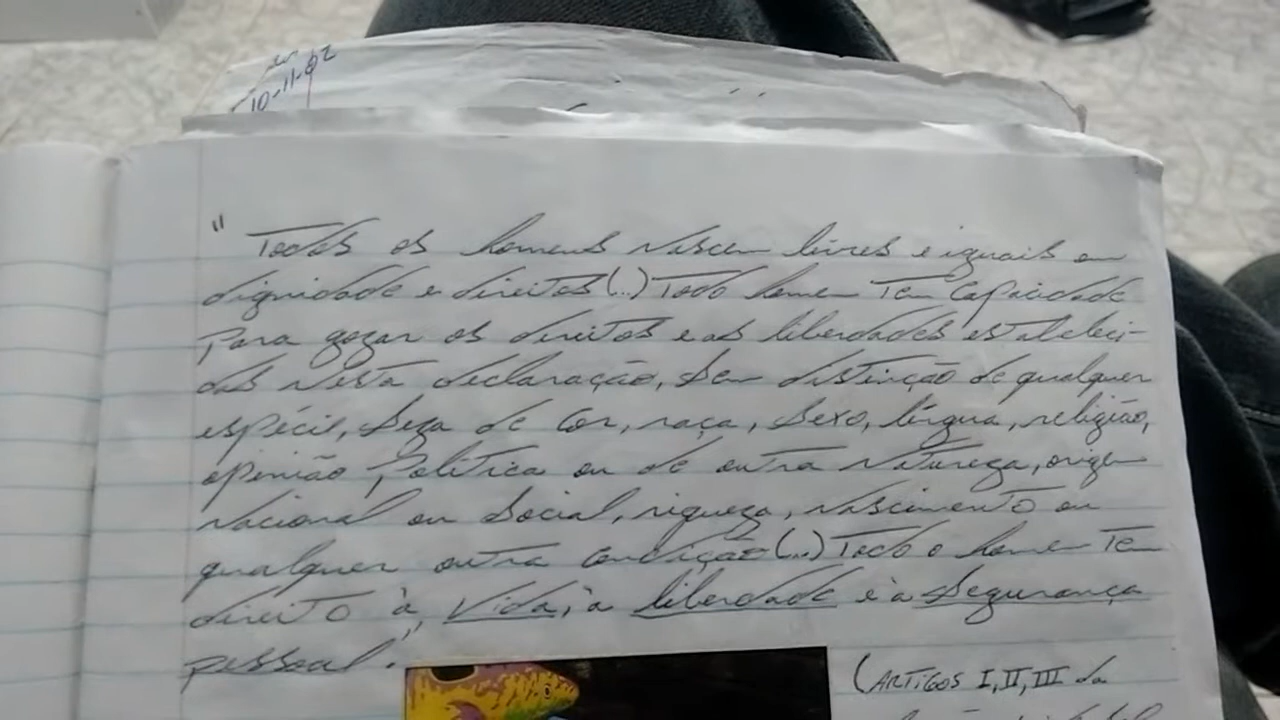 10-11-02
" Todos os homens nascem livres e iguais em
dignidade e direitos (...) Todo homem Tem capacidade
para gozar os direitos e as liberdades estabeleci-
das nesta declaração, sem distinção de qualquer
espécie, seja de cor, raça, sexo, língua, religião,
opinião, política ou de outra natureza, origem
nacional ou social, riqueza, nascimento ou
qualquer outra condição (...) Todo o homem Tem
direito à, vida, à liberdade e à segurança
pessoal."
(ARTIGOS I, II, III da